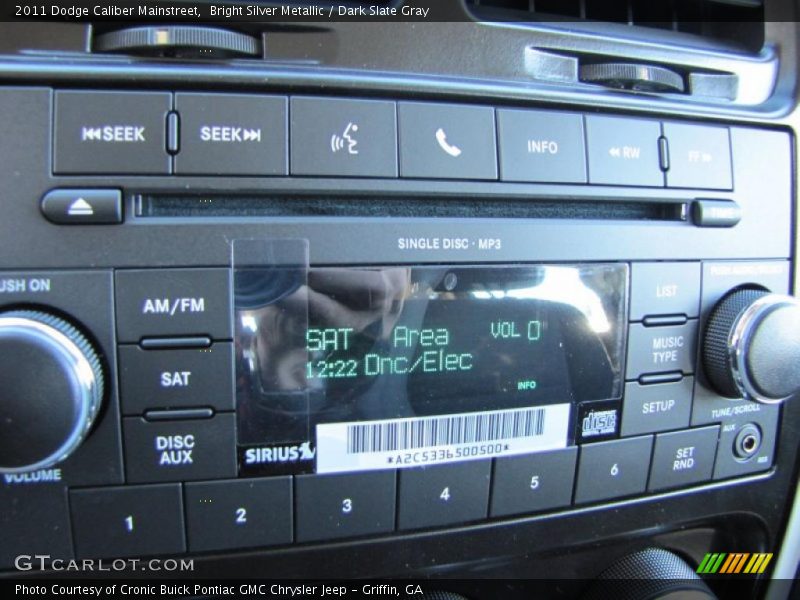 2011 Dodge Caliber Mainstreet,  Bright Silver Metallic / Dark Slate Gray
SEEK SEEK INFO RW FF
SINGLE DISC · MP3
USH ON
AM/FM
SAT
DISC AUX
VOLUME
SAT Area VOL 0
12:22 Dnc/Elec
INFO
SIRIUS
*A2C5336500500*
LIST
MUSIC TYPE
SETUP
TUNE/SCROLL
AUX
1 2 3 4 5 6 SET RND
GTCARLOT.COM
Photo Courtesy of Cronic Buick Pontiac GMC Chrysler Jeep - Griffin, GA